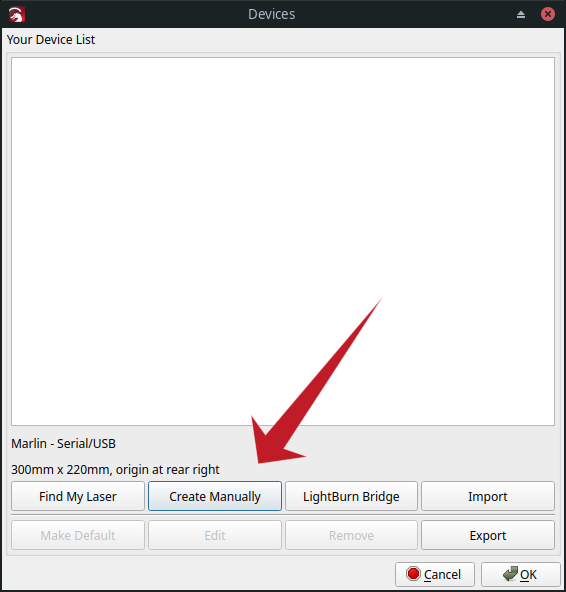 Devices
Your Device List
Marlin - Serial/USB
300mm x 220mm, origin at rear right
Find My Laser Create Manually LightBurn Bridge Import
Make Default Edit Remove Export
Cancel OK